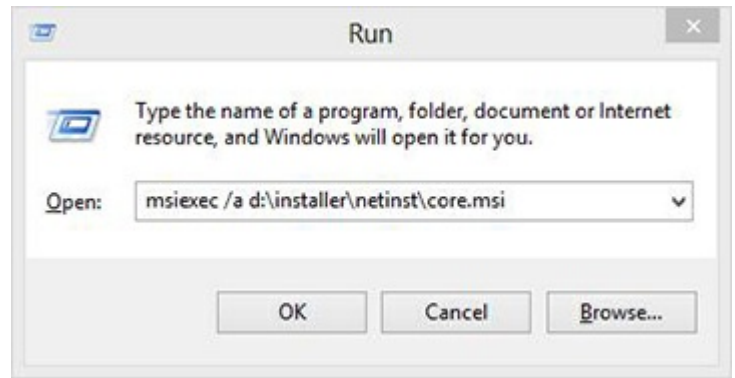 Run
Type the name of a program, folder, document or Internet
resource, and Windows will open it for you.
Open: msiexec /a d:\installer\netinst\core.msi
OK Cancel Browse...